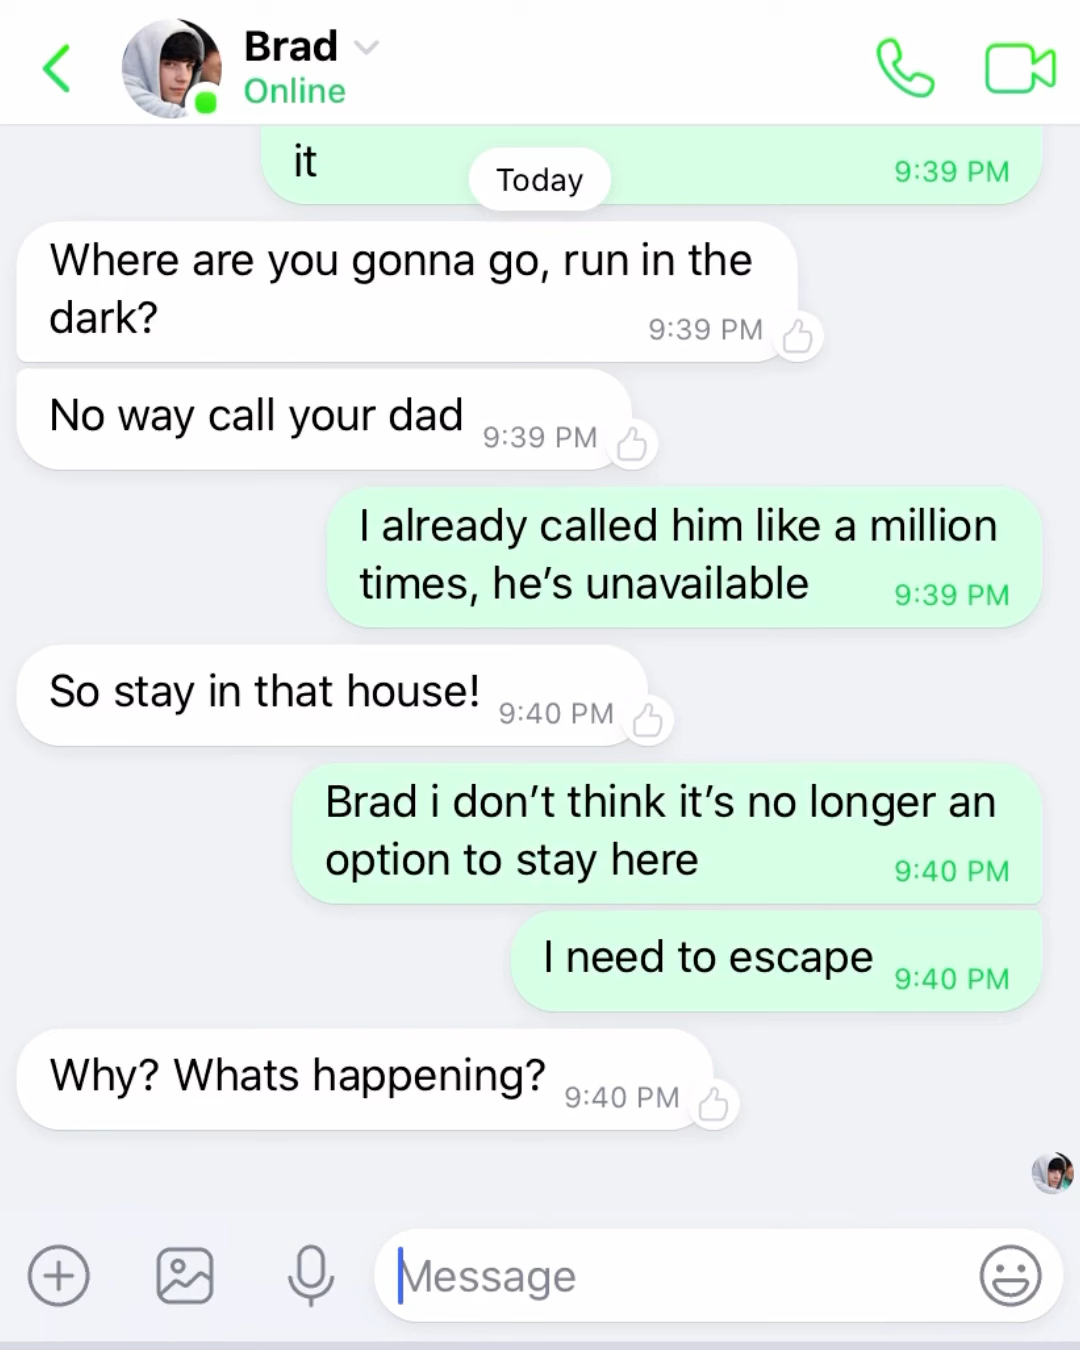 Brad
Online
it
9:39 PM
Today
Where are you gonna go, run in the
dark?
9:39 PM
No way call your dad
9:39 PM
I already called him like a million
times, he’s unavailable
9:39 PM
So stay in that house!
9:40 PM
Brad i don’t think it’s no longer an
option to stay here
9:40 PM
I need to escape
9:40 PM
Why? Whats happening?
9:40 PM
Message